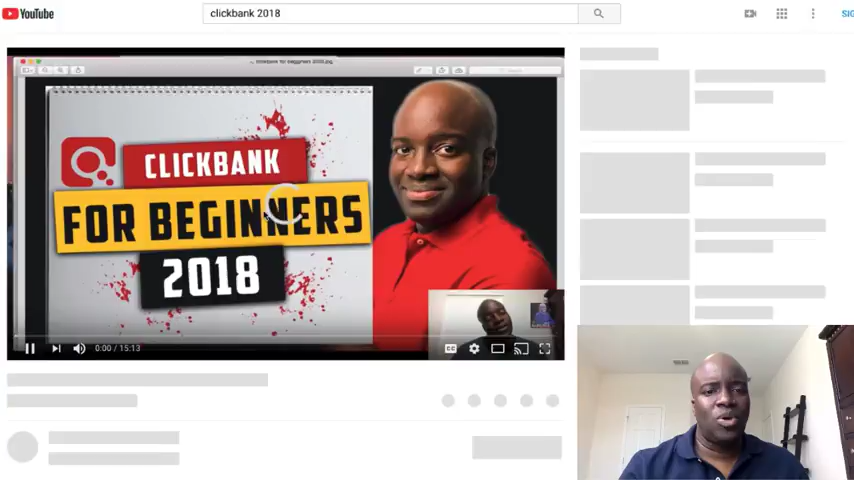 YouTube
clickbank 2018
CLICKBANK
FOR BEGINNERS
2018
0:00 / 15:13
CC